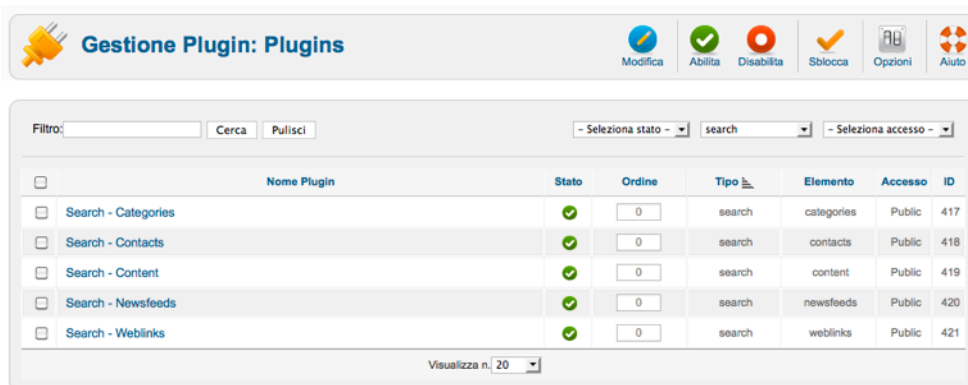 Gestione Plugin: Plugins
Modifica Abilita Disabilita Sblocca Opzioni Aiuto
Filtro: Cerca Pulisci - Seleziona stato - search - Seleziona accesso -
Nome Plugin Stato Ordine Tipo Elemento Accesso ID
Search - Categories 0 search categories Public 417
Search - Contacts 0 search contacts Public 418
Search - Content 0 search content Public 419
Search - Newsfeeds 0 search newsfeeds Public 420
Search - Weblinks 0 search weblinks Public 421
Visualizza n. 20